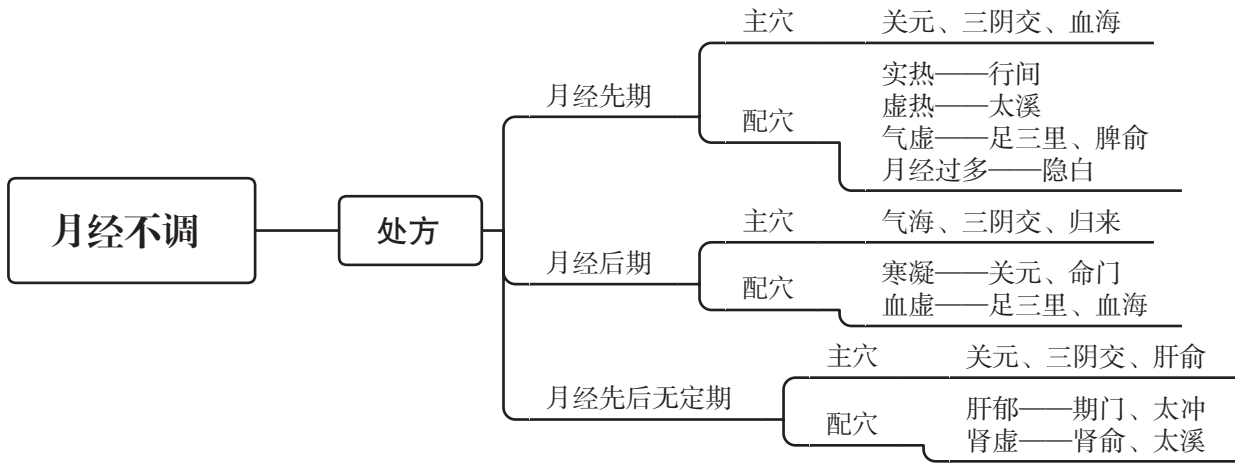 月经不调
处方
月经先期
主穴
关元、三阴交、血海
配穴
实热——行间
虚热——太溪
气虚——足三里、脾俞
月经过多——隐白
月经后期
主穴
气海、三阴交、归来
配穴
寒凝——关元、命门
血虚——足三里、血海
月经先后无定期
主穴
关元、三阴交、肝俞
配穴
肝郁——期门、太冲
肾虚——肾俞、太溪